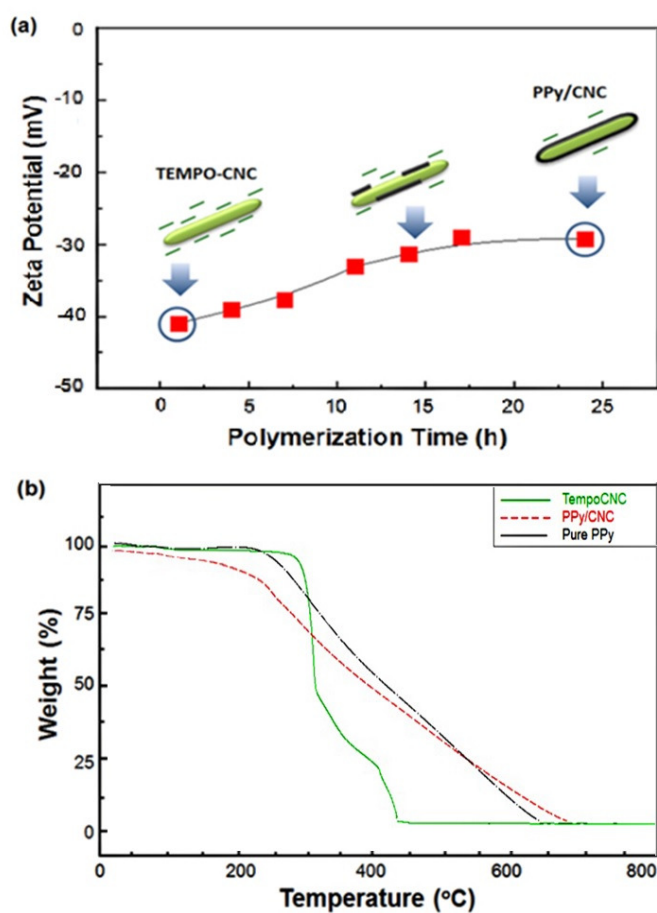 (a)
0
-10
-20
-30
-40
-50
Zeta Potential (mV)
TEMPO-CNC
PPy/CNC
0 5 10 15 20 25
Polymerization Time (h)
(b)
TempoCNC
PPy/CNC
Pure PPy
100
75
50
25
0
Weight (%)
0 200 400 600 800
Temperature (oC)